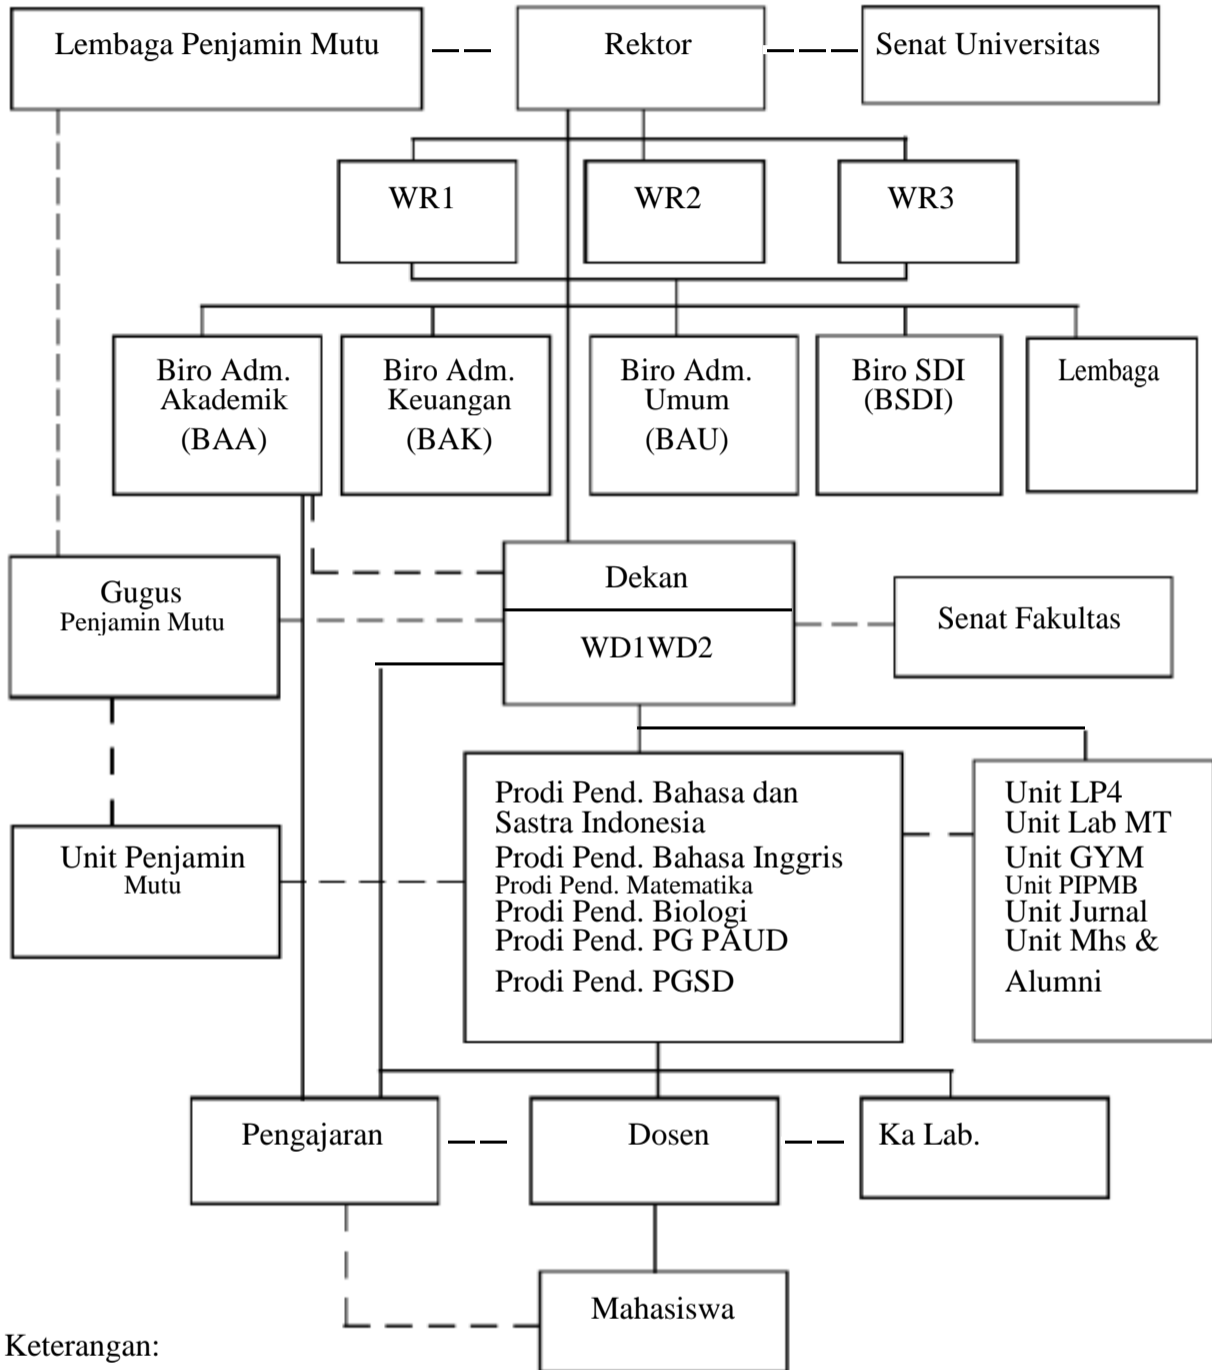 Lembaga Penjamin Mutu
Rektor
Senat Universitas
WR1
WR2
WR3
Biro Adm.
Akademik
(BAA)
Biro Adm.
Keuangan
(BAK)
Biro Adm.
Umum
(BAU)
Biro SDI
(BSDI)
Lembaga
Gugus
Penjamin Mutu
Dekan
WD1WD2
Senat Fakultas
Unit Penjamin
Mutu
Prodi Pend. Bahasa dan
Sastra Indonesia
Prodi Pend. Bahasa Inggris
Prodi Pend. Matematika
Prodi Pend. Biologi
Prodi Pend. PG PAUD
Prodi Pend. PGSD
Unit LP4
Unit Lab MT
Unit GYM
Unit PIPMB
Unit Jurnal
Unit Mhs &
Alumni
Pengajaran
Dosen
Ka Lab.
Mahasiswa
Keterangan: